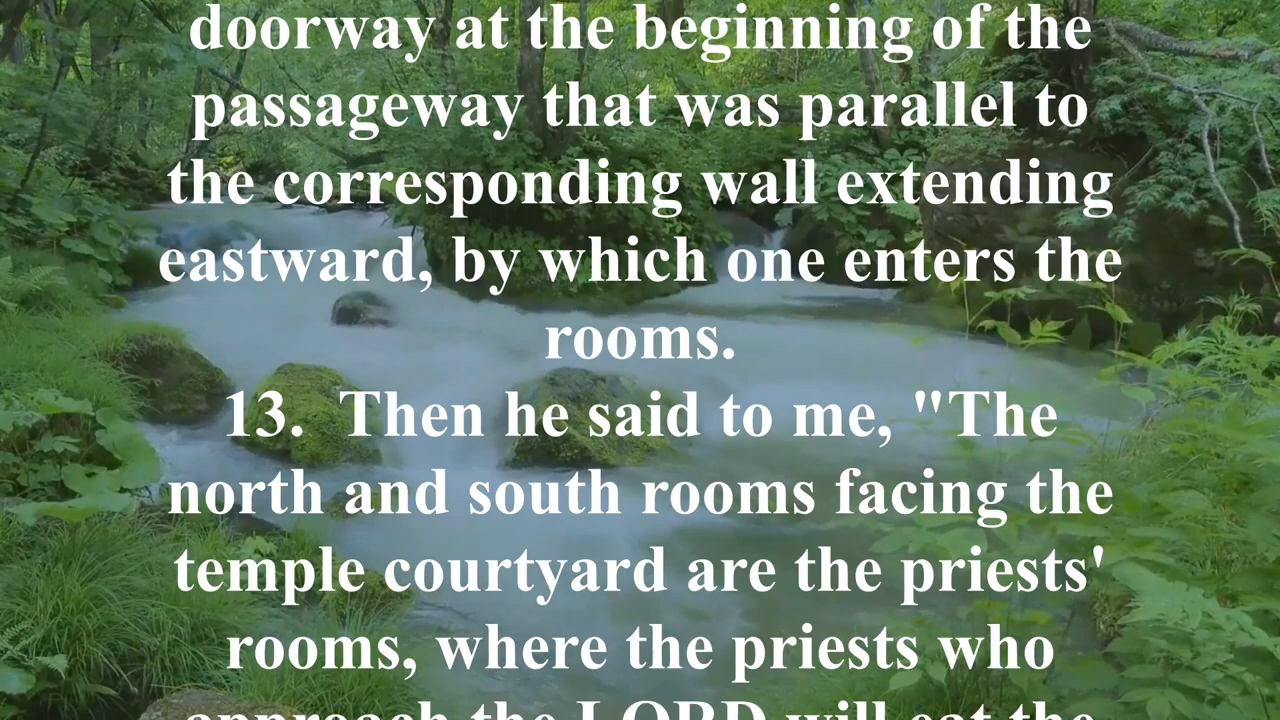 doorway at the beginning of the
passageway that was parallel to
the corresponding wall extending
eastward, by which one enters the
rooms.
13.  Then he said to me, "The
north and south rooms facing the
temple courtyard are the priests'
rooms, where the priests who
approach the LORD will eat the